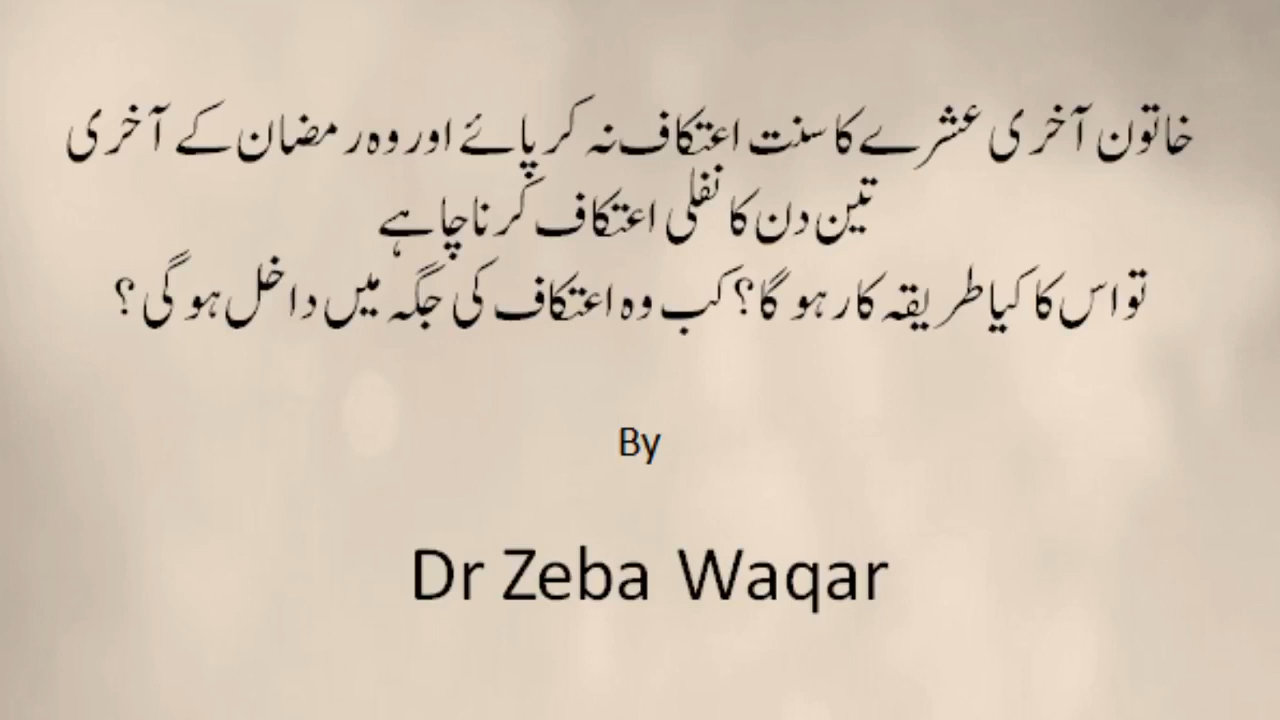 خاتون آخری عشرے کا سنت اعتکاف نہ کر پائے اور وہ رمضان کے آخری
تین دن کا نفلی اعتکاف کرنا چاہے
تو اس کا کیا طریقہ کار ہو گا؟ کب وہ اعتکاف کی جگہ میں داخل ہو گی؟
By
Dr Zeba Waqar